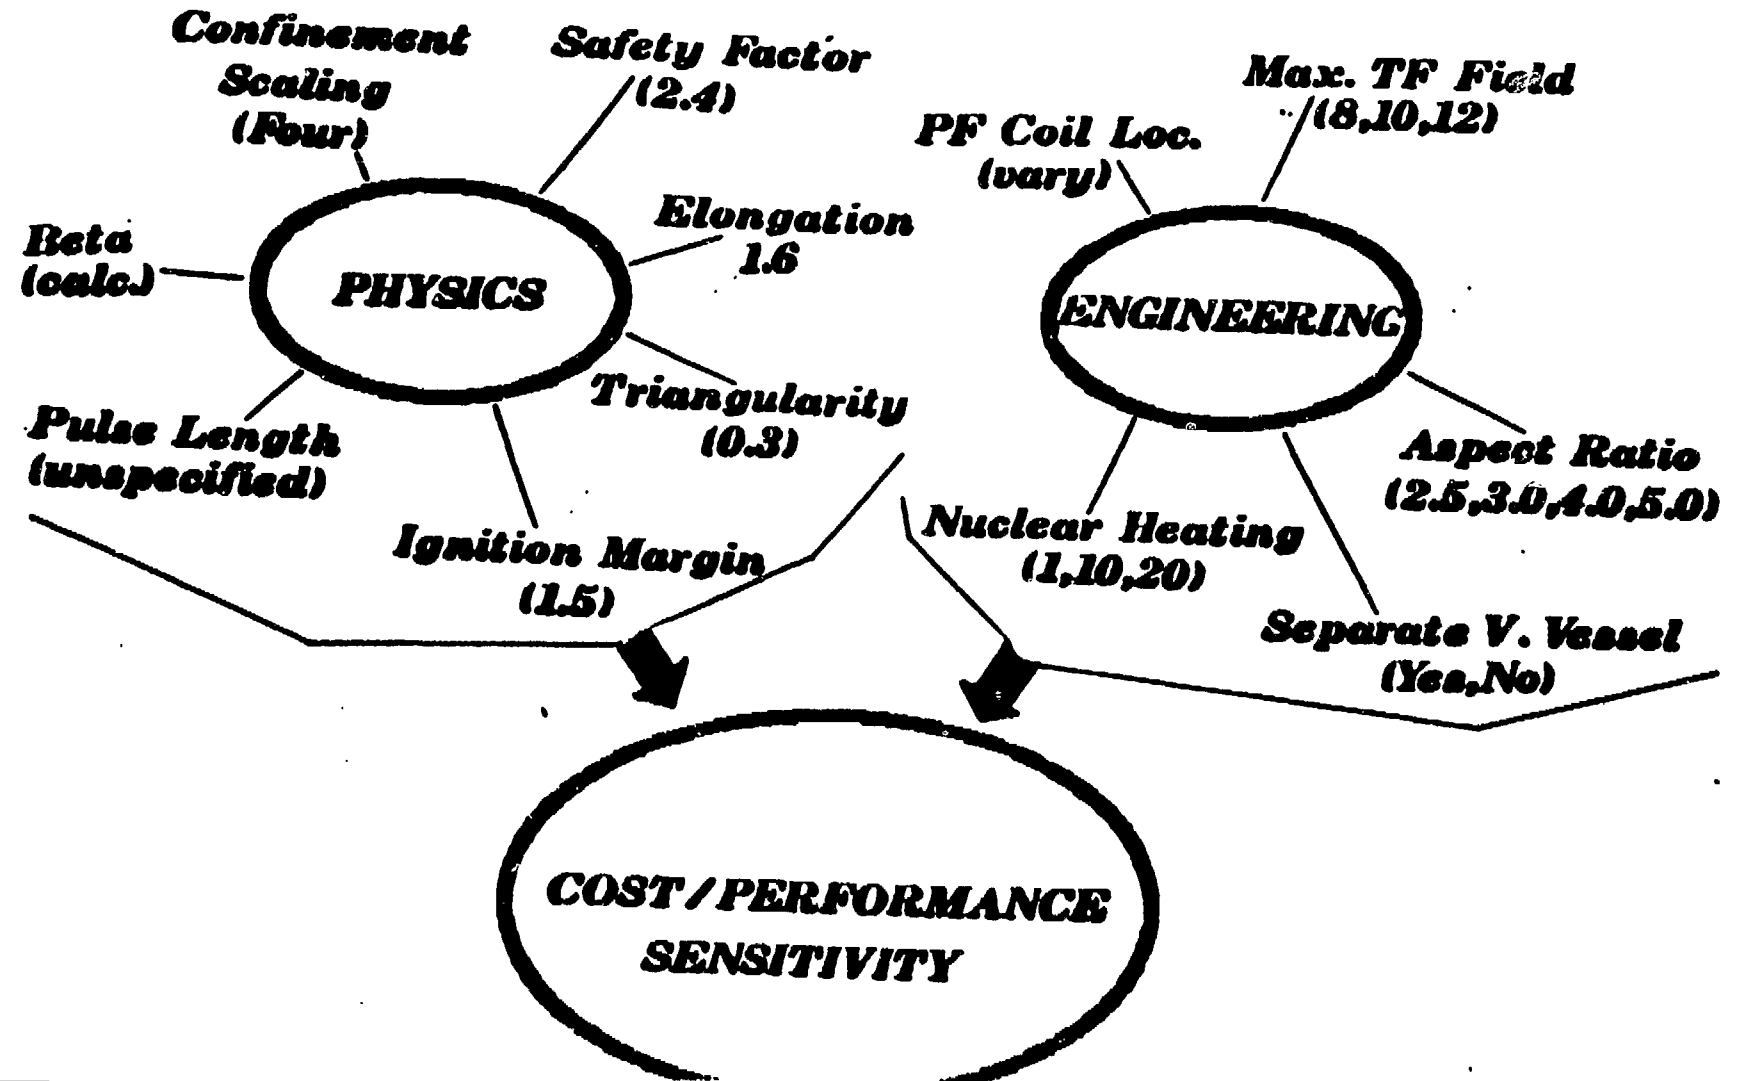 Confinement
Scaling
(Four)
Safety Factor
(2.4)
Elongation
1.6
Beta
(calc.)
PHYSICS
Triangularity
(0.3)
Pulse Length
(unspecified)
Ignition Margin
(1.5)
Max. TF Field
(8,10,12)
PF Coil Loc.
(vary)
ENGINEERING
Aspect Ratio
(2.5,3.0,4.0,5.0)
Nuclear Heating
(1,10,20)
Separate V. Vessel
(Yes,No)
COST/PERFORMANCE
SENSITIVITY